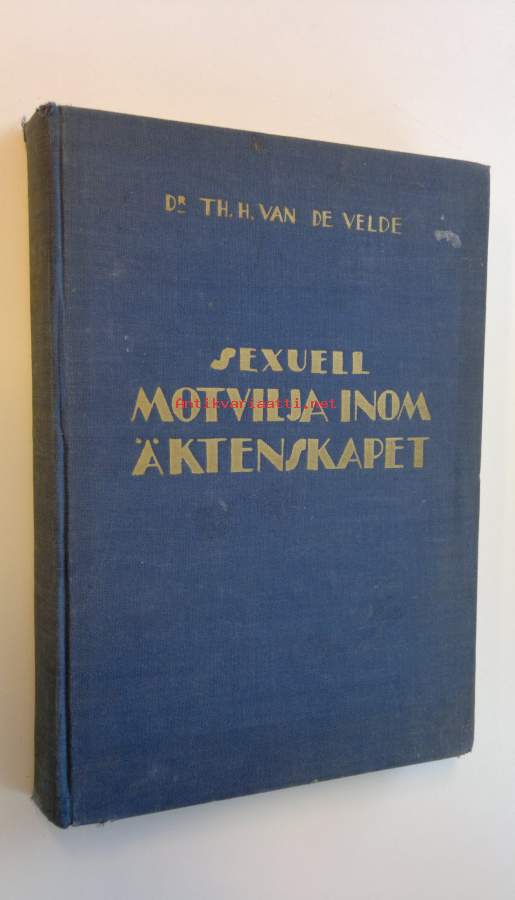 DR TH. H. VAN DE VELDE
SEXUELL
MOTVILJA INOM
Antikvariaatti.net
ÄKTENSKAPET